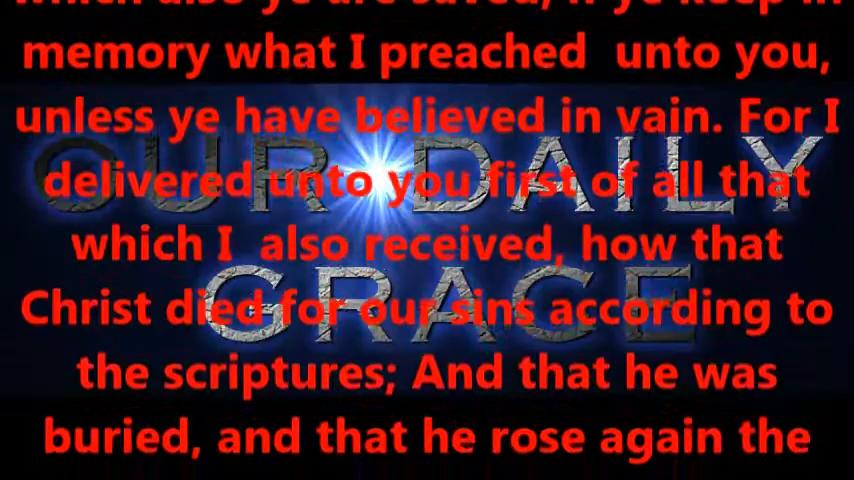 which also ye are saved, if ye keep in
memory what I preached unto you,
unless ye have believed in vain. For I
OUR DAILY
delivered unto you first of all that
which I also received, how that
GRACE
Christ died for our sins according to
the scriptures; And that he was
buried, and that he rose again the